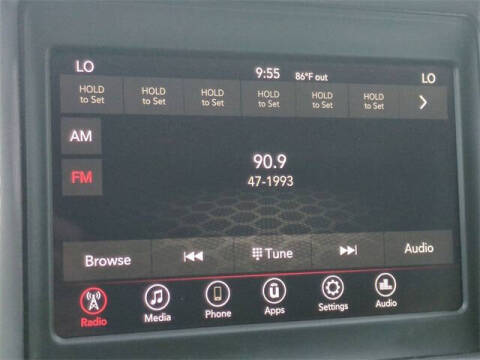 LO 9:55 86°F out LO
HOLD to Set HOLD to Set HOLD to Set HOLD to Set HOLD to Set HOLD to Set
AM
90.9
FM
47-1993
Browse Tune Audio
Radio Media Phone Apps Settings Audio